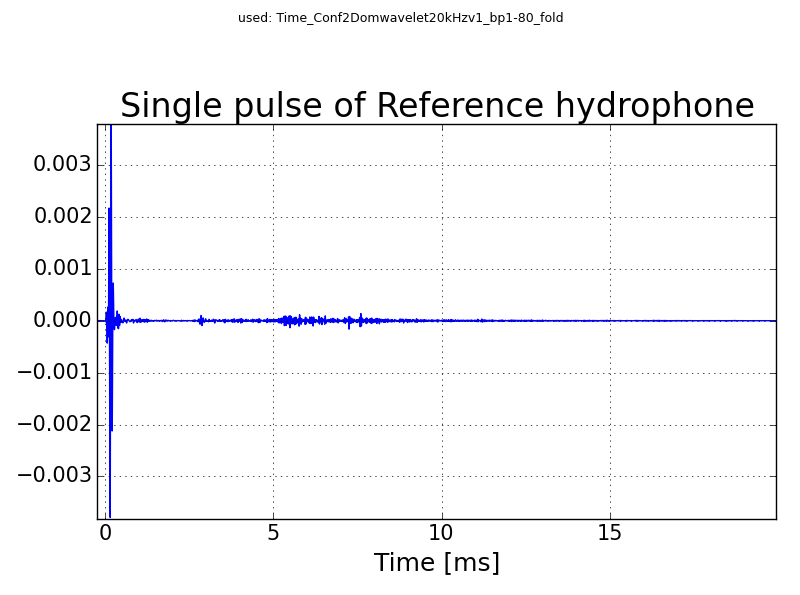 used: Time_Conf2Domwavelet20kHzv1_bp1-80_fold
Single pulse of Reference hydrophone
0.003
0.002
0.001
0.000
−0.001
−0.002
−0.003
0 5 10 15
Time [ms]